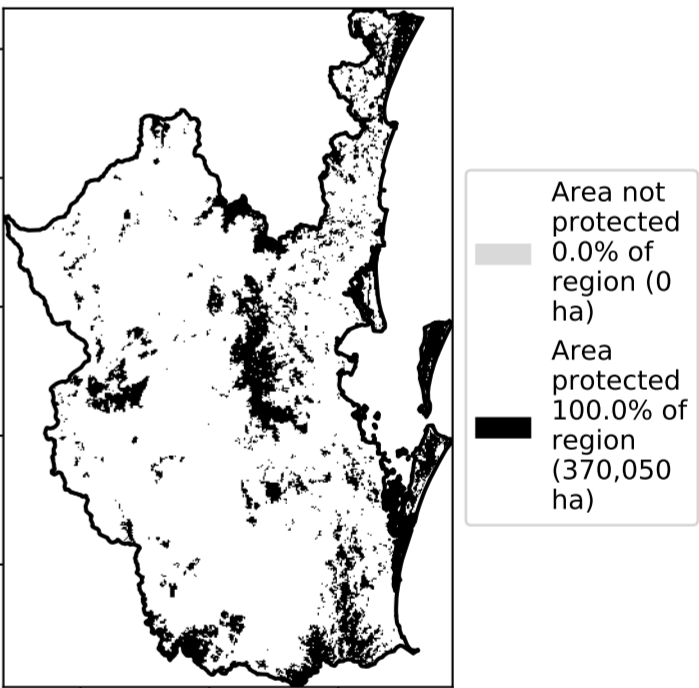 Area not
protected
0.0% of
region (0
ha)
Area
protected
100.0% of
region
(370,050
ha)